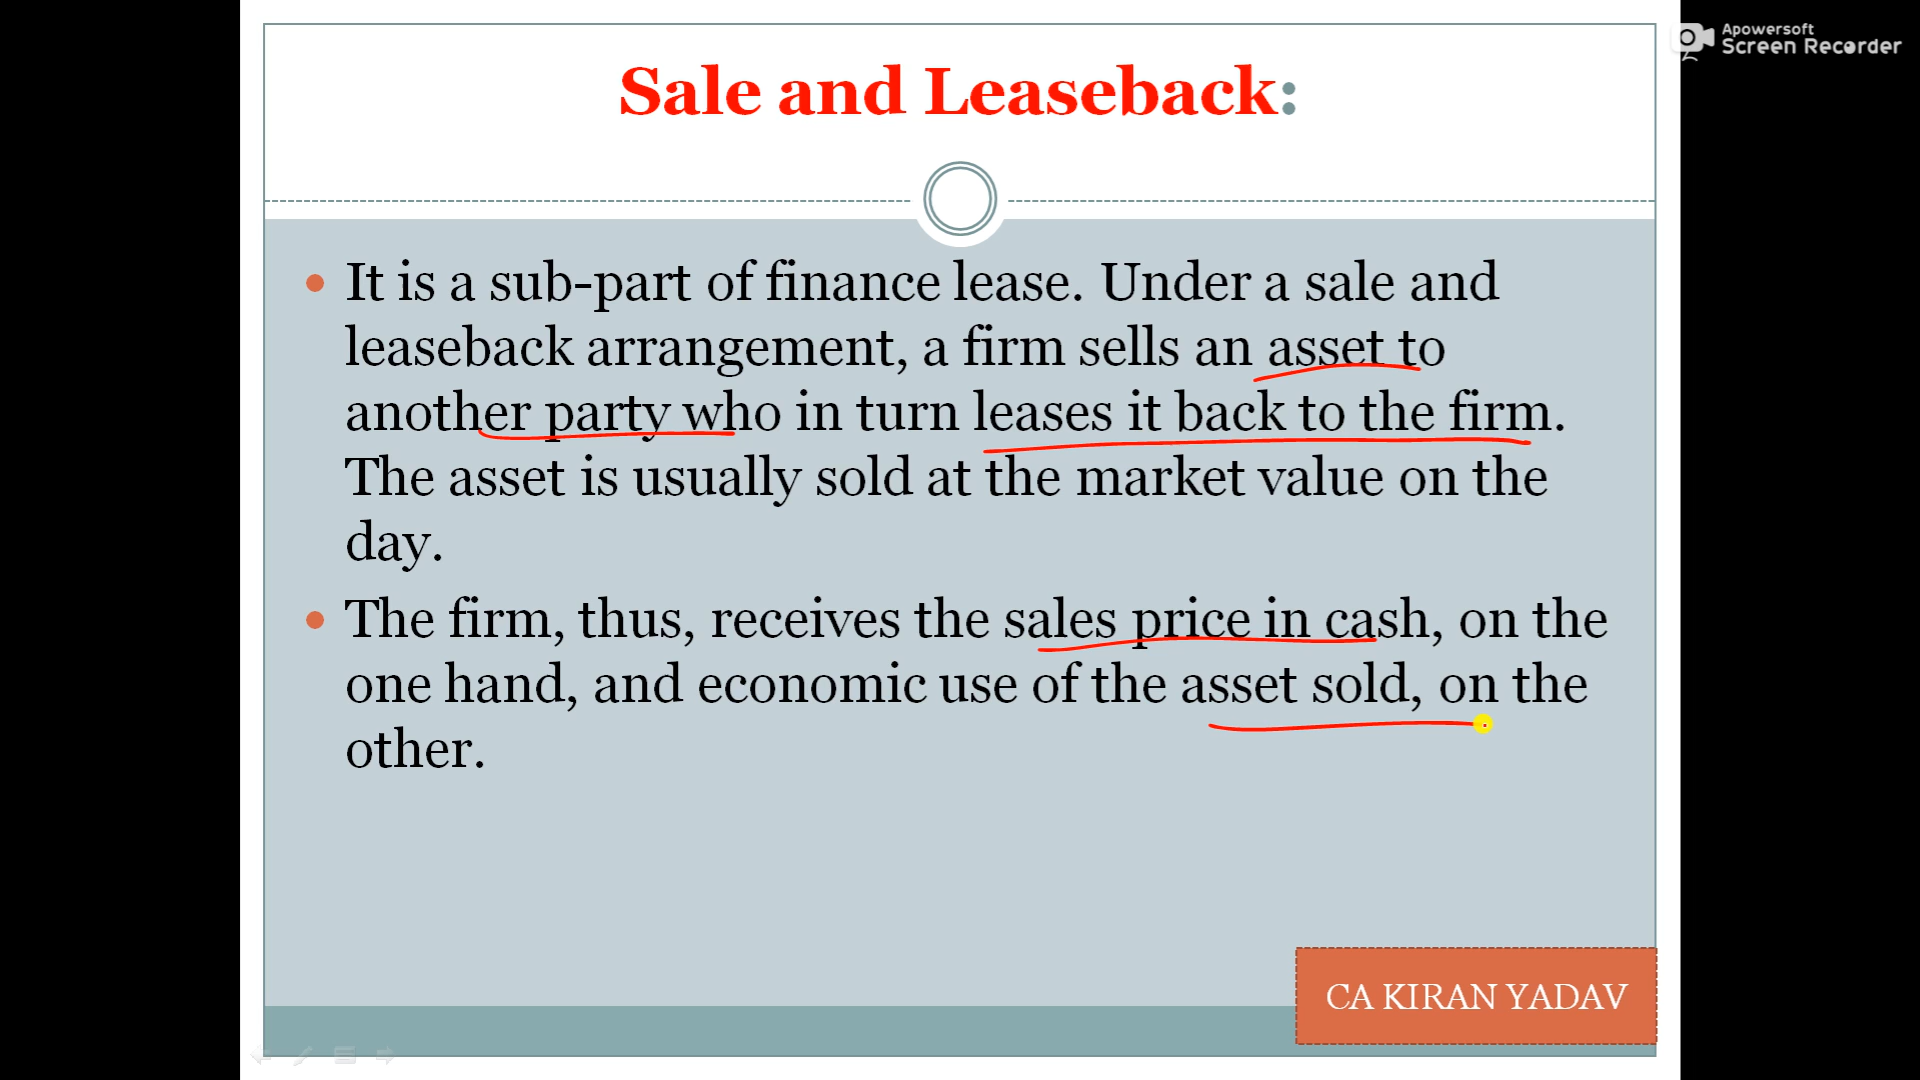 Apowersoft
Screen Recorder
Sale and Leaseback:
• It is a sub-part of finance lease. Under a sale and
leaseback arrangement, a firm sells an asset to
another party who in turn leases it back to the firm.
The asset is usually sold at the market value on the
day.
• The firm, thus, receives the sales price in cash, on the
one hand, and economic use of the asset sold, on the
other.
CA KIRAN YADAV